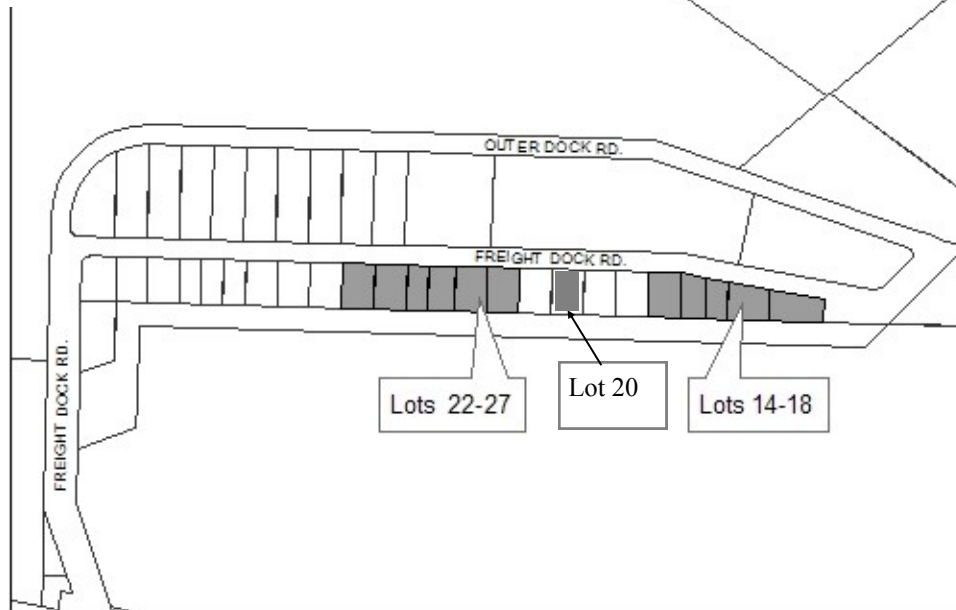 OUTER DOCK RD.
FREIGHT DOCK RD.
FREIGHT DOCK RD.
Lots 22-27
Lot 20
Lots 14-18